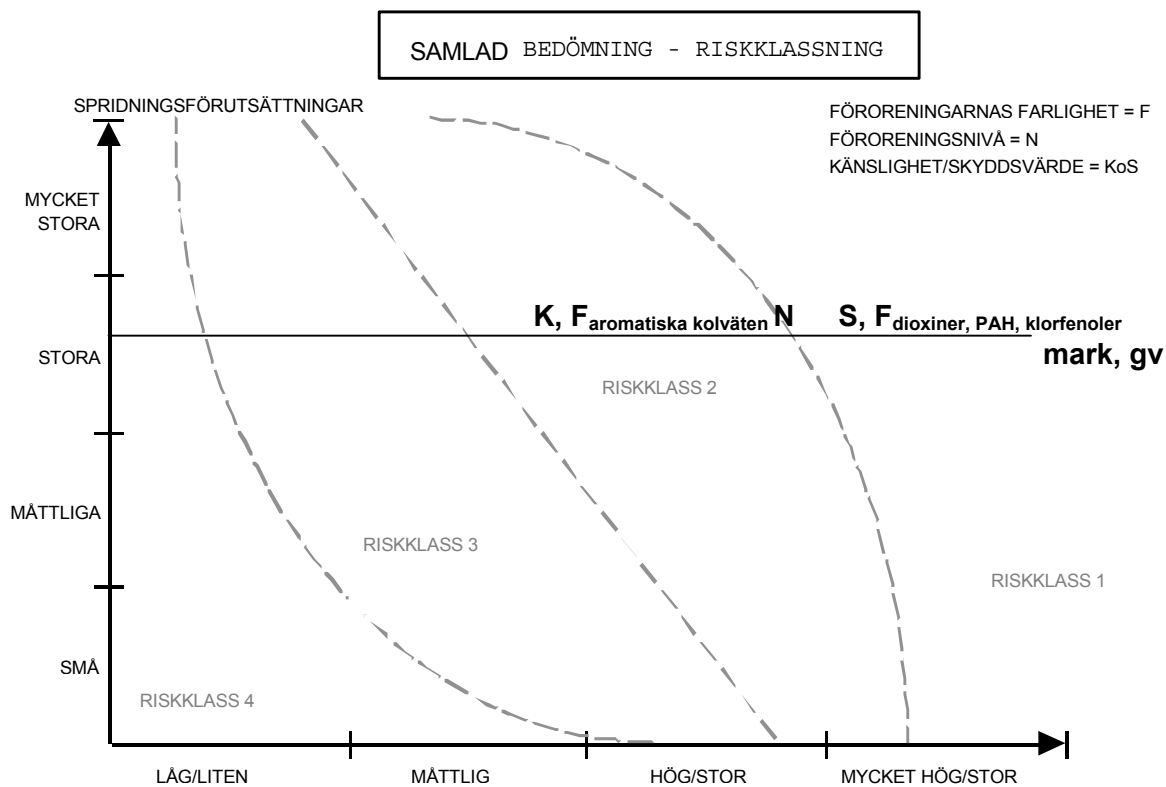 SAMLAD BEDÖMNING - RISKKLASSNING
SPRIDNINGSFÖRUTSÄTTNINGAR
FÖRORENINGARNAS FARLIGHET = F
FÖRORENINGSNIVÅ = N
KÄNSLIGHET/SKYDDSVÄRDE = KoS
MYCKET
STORA
K, Faromatiska kolväten N S, Fdioxiner, PAH, klorfenoler
mark, gv
STORA
RISKKLASS 2
MÅTTLIGA
RISKKLASS 3
RISKKLASS 1
SMÅ
RISKKLASS 4
LÅG/LITEN MÅTTLIG HÖG/STOR MYCKET HÖG/STOR